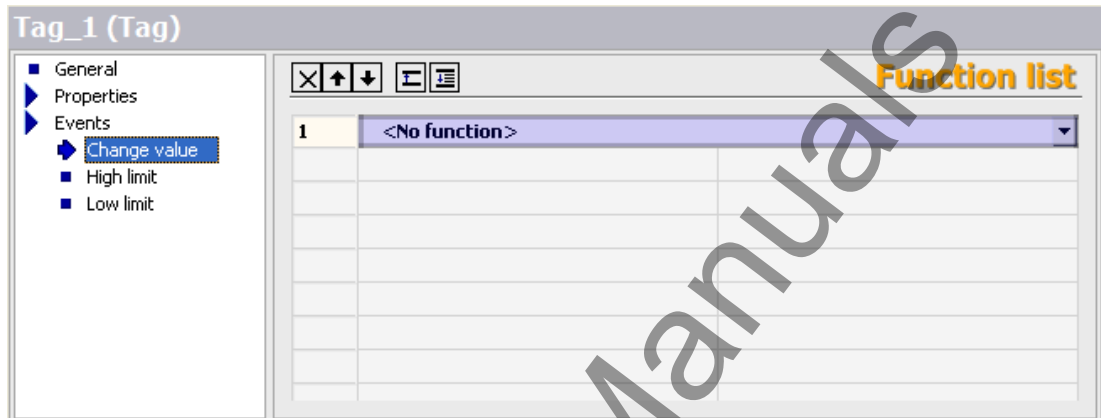 Tag_1 (Tag)
General
Properties
Events
Change value
High limit
Low limit
Function list
1 <No function>
Manuals